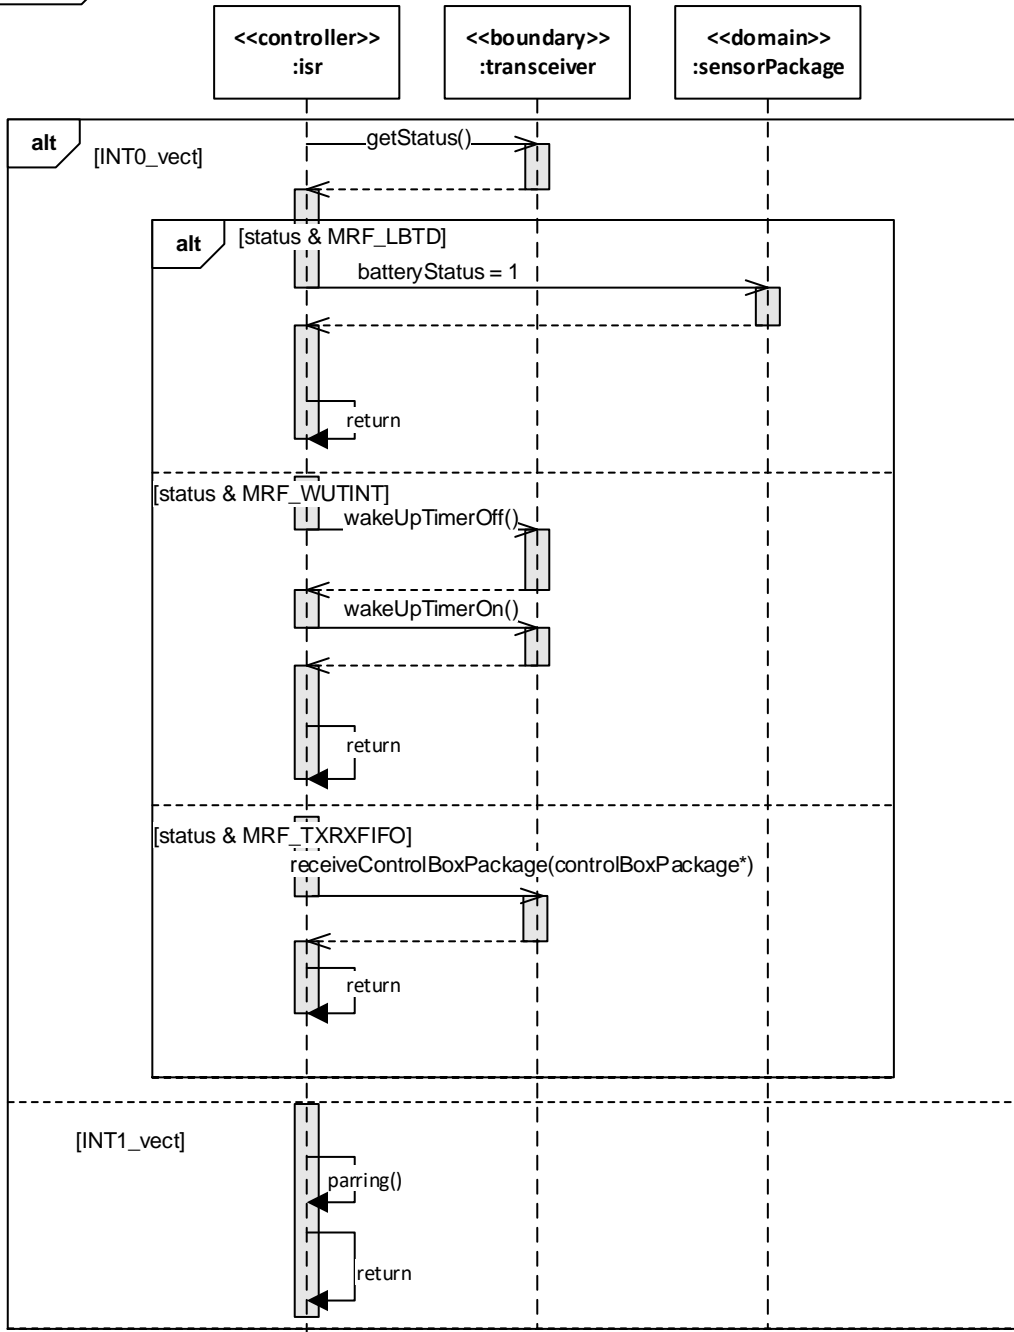 <<controller>>
:isr
<<boundary>>
:transceiver
<<domain>>
:sensorPackage
alt
[INT0_vect]
getStatus()
alt
[status & MRF_LBTD]
batteryStatus = 1
return
[status & MRF_WUTINT]
wakeUpTimerOff()
wakeUpTimerOn()
return
[status & MRF_TXRXFIFO]
receiveControlBoxPackage(controlBoxPackage*)
return
[INT1_vect]
parring()
return